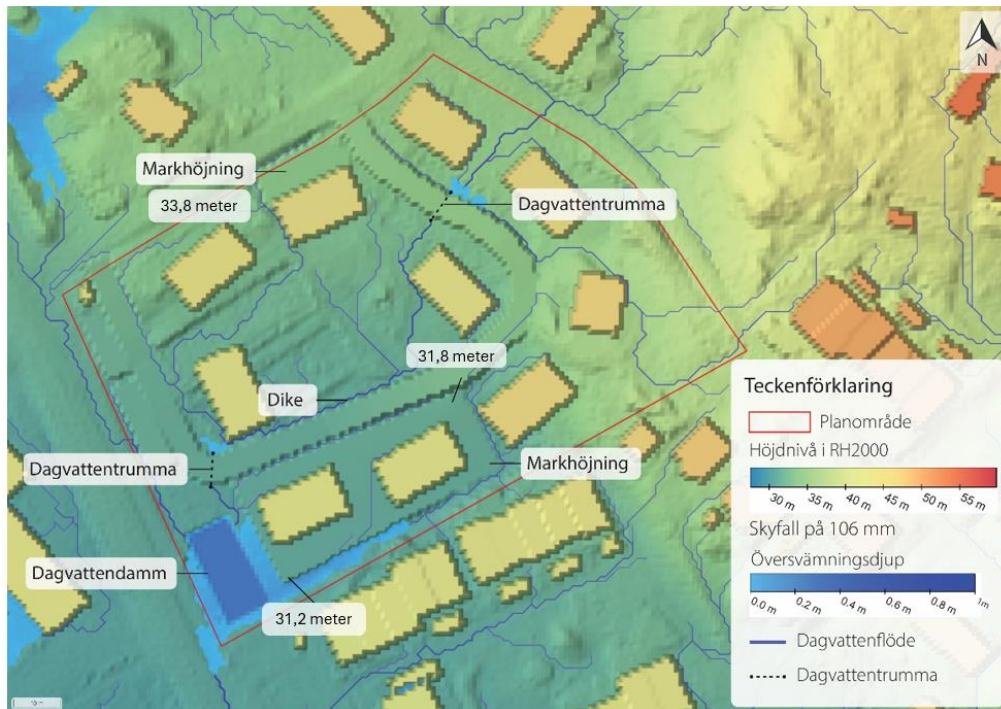 N
Markhöjning
33,8 meter
Dagvattentrumma
31,8 meter
Dike
Dagvattentrumma
Markhöjning
Dagvattendamm
31,2 meter
Teckenförklaring
Planområde
Höjdnivå i RH2000
30 m 35 m 40 m 45 m 50 m 55 m
Skyfall på 106 mm
Översvämningsdjup
0.0 m 0.2 m 0.4 m 0.6 m 0.8 m 1m
Dagvattenflöde
Dagvattentrumma